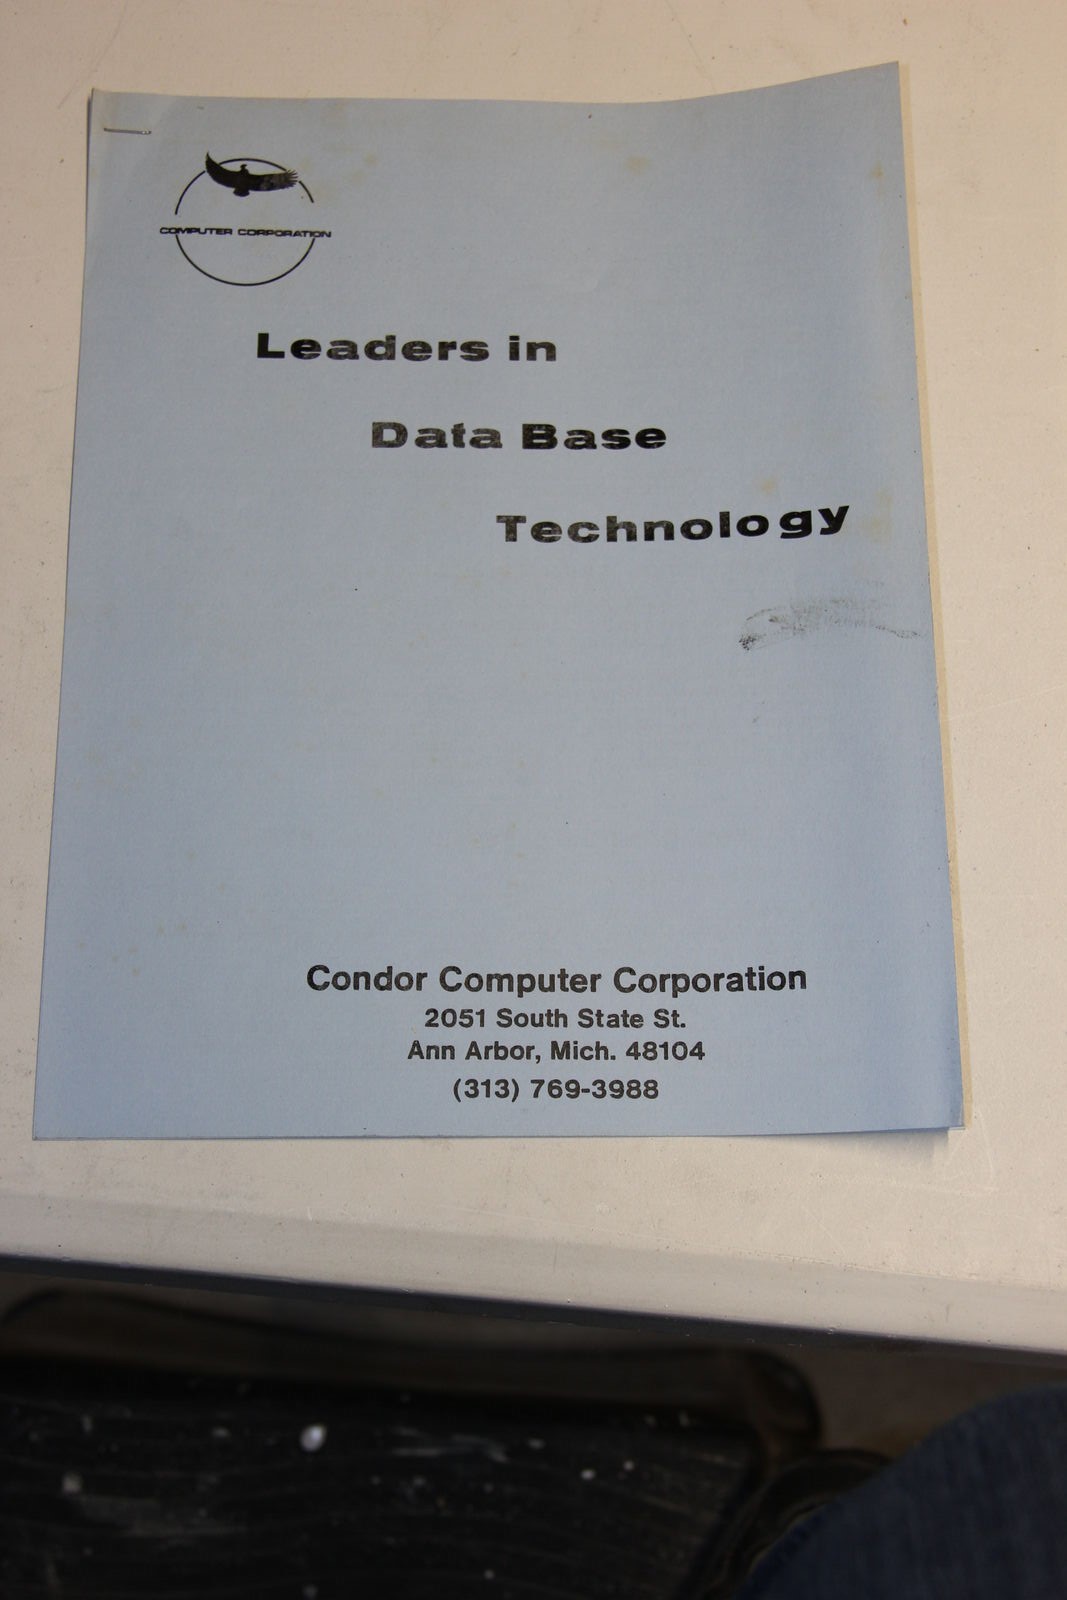 COMPUTER CORPORATION
Leaders in
Data Base
Technology
Condor Computer Corporation
2051 South State St.
Ann Arbor, Mich. 48104
(313) 769-3988